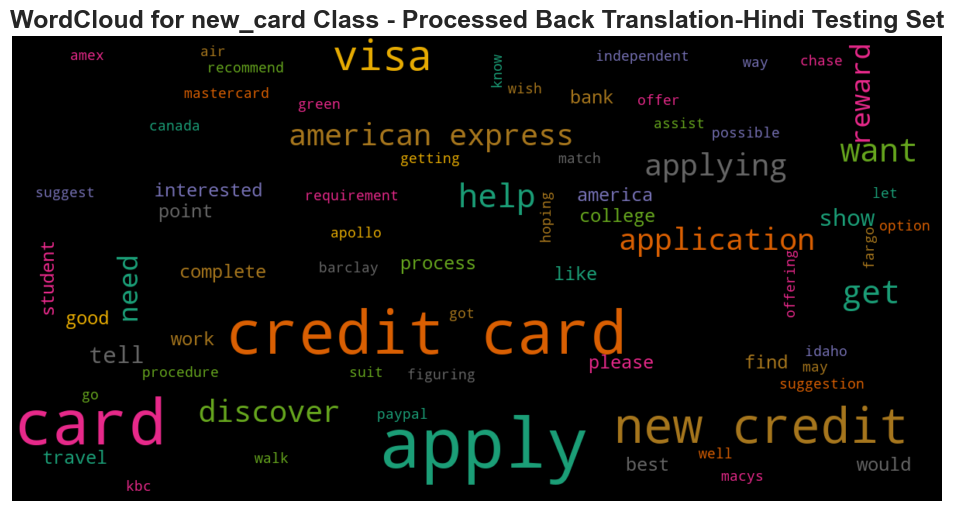 WordCloud for new_card Class - Processed Back Translation-Hindi Testing Set
amex
air
recommend
visa
know
independent
way
chase
reward
mastercard
green
wish
bank
offer
canada
american express
assist
possible
want
getting
match
applying
suggest
interested
point
requirement
help
hoping
america
college
let
show
option
student
apollo
application
fargo
need
complete
barclay
process
like
offering
get
good
credit card
got
work
tell
please
find
idaho
may
procedure
suit
figuring
suggestion
go
card
discover
paypal
apply
new credit
travel
walk
well
best
would
kbc
macys